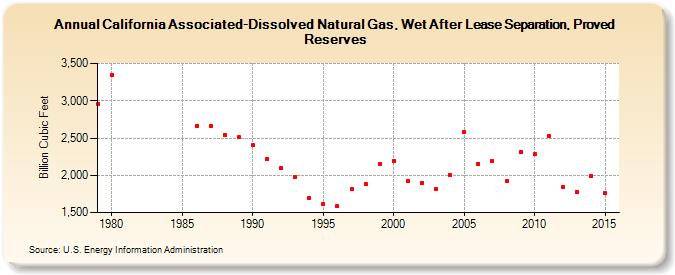 Annual California Associated-Dissolved Natural Gas, Wet After Lease Separation, Proved
Reserves
Billion Cubic Feet
3,500
3,000
2,500
2,000
1,500
1980 1985 1990 1995 2000 2005 2010 2015
Source: U.S. Energy Information Administration